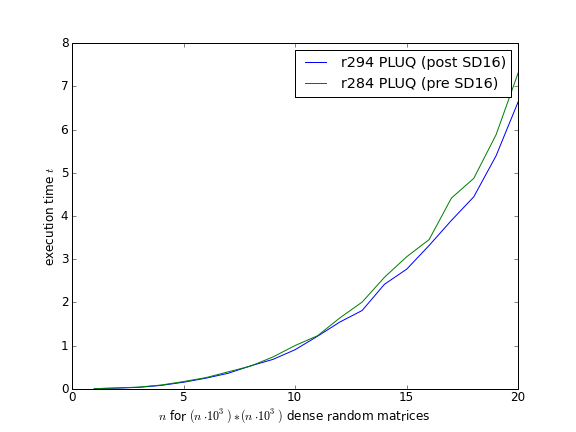 8
7
6
5
4
3
2
1
0
execution time t
r294 PLUQ (post SD16)
r284 PLUQ (pre SD16)
0 5 10 15 20
n for (n·10³)∗(n·10³) dense random matrices